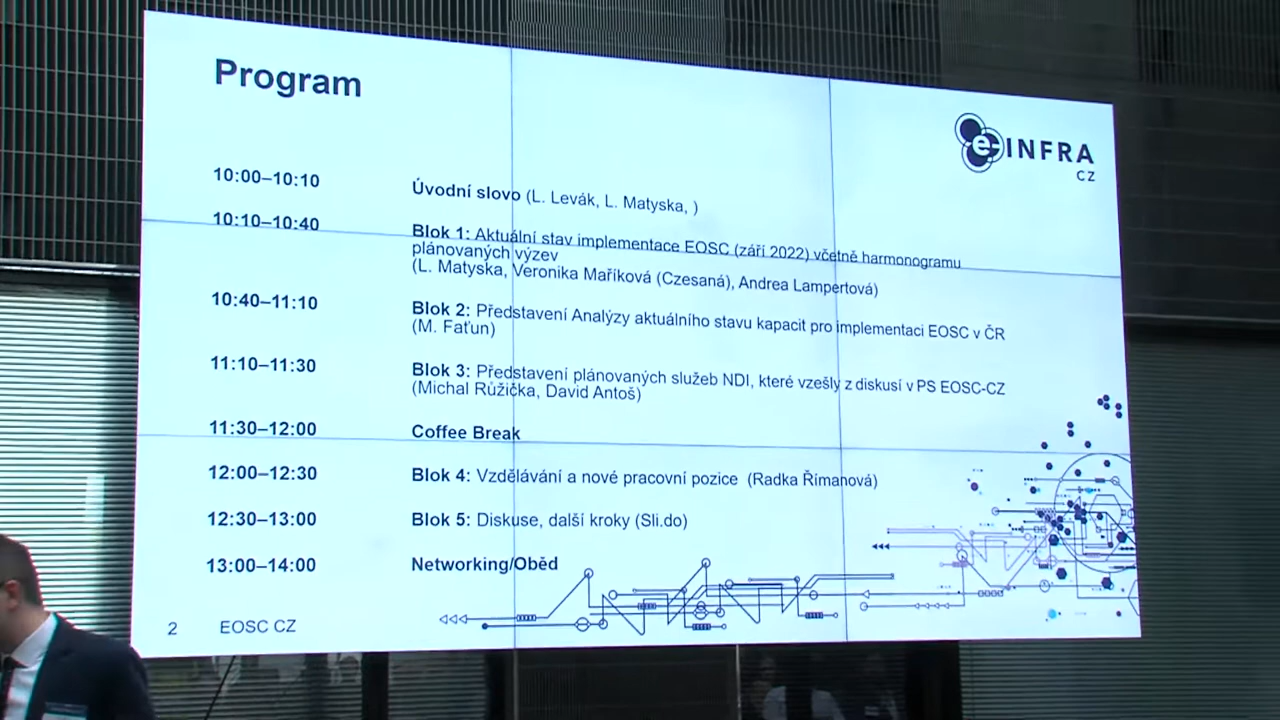 Program
e-INFRA
CZ
10:00–10:10 Úvodní slovo (L. Levák, L. Matyska, )
10:10–10:40 Blok 1: Aktuální stav implementace EOSC (září 2022) včetně harmonogramu
plánovaných výzev
(L. Matyska, Veronika Maříková (Czesaná), Andrea Lampertová)
10:40–11:10 Blok 2: Představení Analýzy aktuálního stavu kapacit pro implementaci EOSC v ČR
(M. Faťun)
11:10–11:30 Blok 3: Představení plánovaných služeb NDI, které vzešly z diskusí v PS EOSC-CZ
(Michal Růžička, David Antoš)
11:30–12:00 Coffee Break
12:00–12:30 Blok 4: Vzdělávání a nové pracovní pozice (Radka Římanová)
12:30–13:00 Blok 5: Diskuse, další kroky (Sli.do)
13:00–14:00 Networking/Oběd
2 EOSC CZ